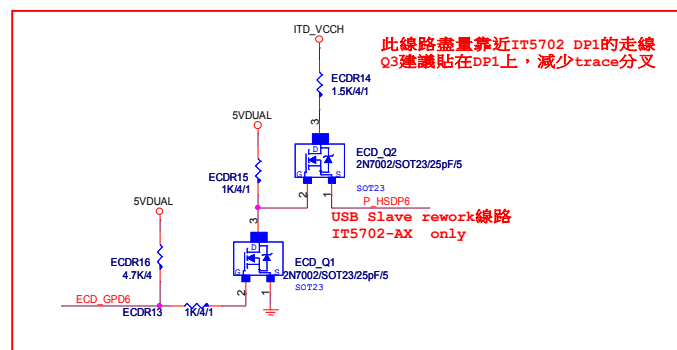 ITD_VCCH
此線路盡量靠近IT5702 DP1的走線
Q3建議貼在DP1上，減少trace分叉
ECDR14
1.5K/4/1
5VDUAL
3
D
G
S
ECD_Q2
2N7002/SOT23/25pF/5
ECDR15
1K/4/1
SOT23
2
1
P_HSDP6
5VDUAL
USB Slave rework線路
IT5702-AX only
3
D
G
S
ECD_Q1
2N7002/SOT23/25pF/5
SOT23
ECDR16
4.7K/4
2
1
ECD_GPD6
ECDR13
1K/4/1